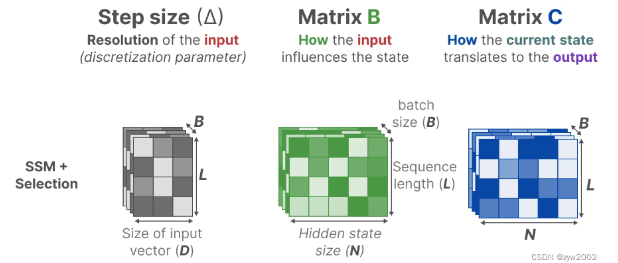 Step size (Δ)
Resolution of the input
(discretization parameter)
Matrix B
How the input
influences the state
Matrix C
How the current state
translates to the output
SSM +
Selection
B
L
Size of input
vector (D)
batch
size (B)
Sequence
length (L)
Hidden state
size (N)
B
L
N
CSDN @zyw2002